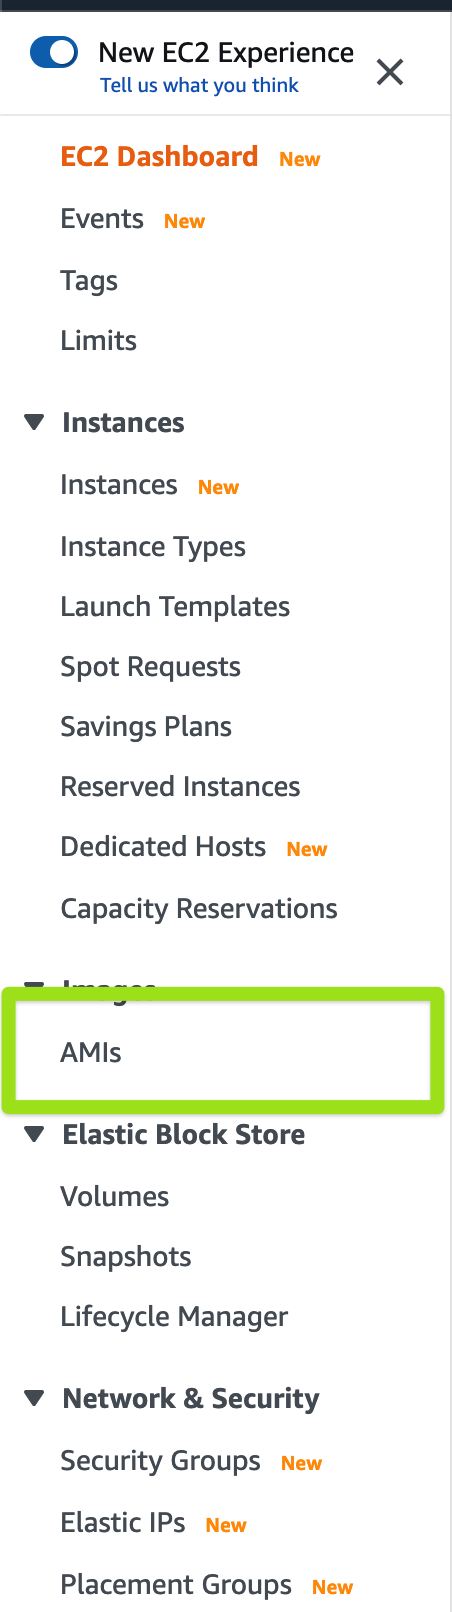 New EC2 Experience
Tell us what you think
EC2 Dashboard New
Events New
Tags
Limits
Instances
Instances New
Instance Types
Launch Templates
Spot Requests
Savings Plans
Reserved Instances
Dedicated Hosts New
Capacity Reservations
Images
AMIs
Elastic Block Store
Volumes
Snapshots
Lifecycle Manager
Network & Security
Security Groups New
Elastic IPs New
Placement Groups New